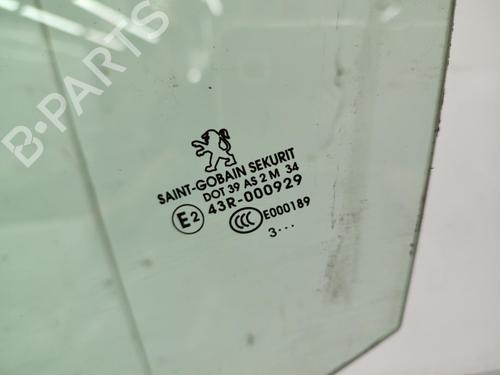 B-PARTS
SAINT-GOBAIN SEKURIT
DOT 39 AS 2 M 34
43R-000929
E2
CCC
E000189
3...